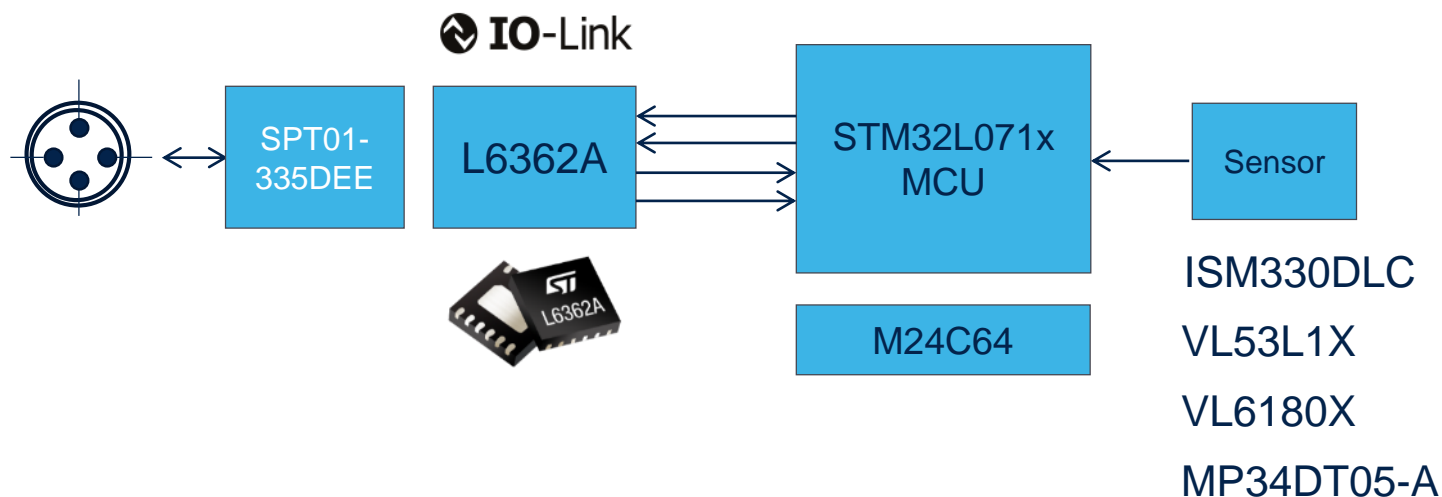 IO-Link
SPT01-
335DEE
L6362A
STM32L071x
MCU
Sensor
ISM330DLC
ST
L6362A
M24C64
VL53L1X
VL6180X
MP34DT05-A